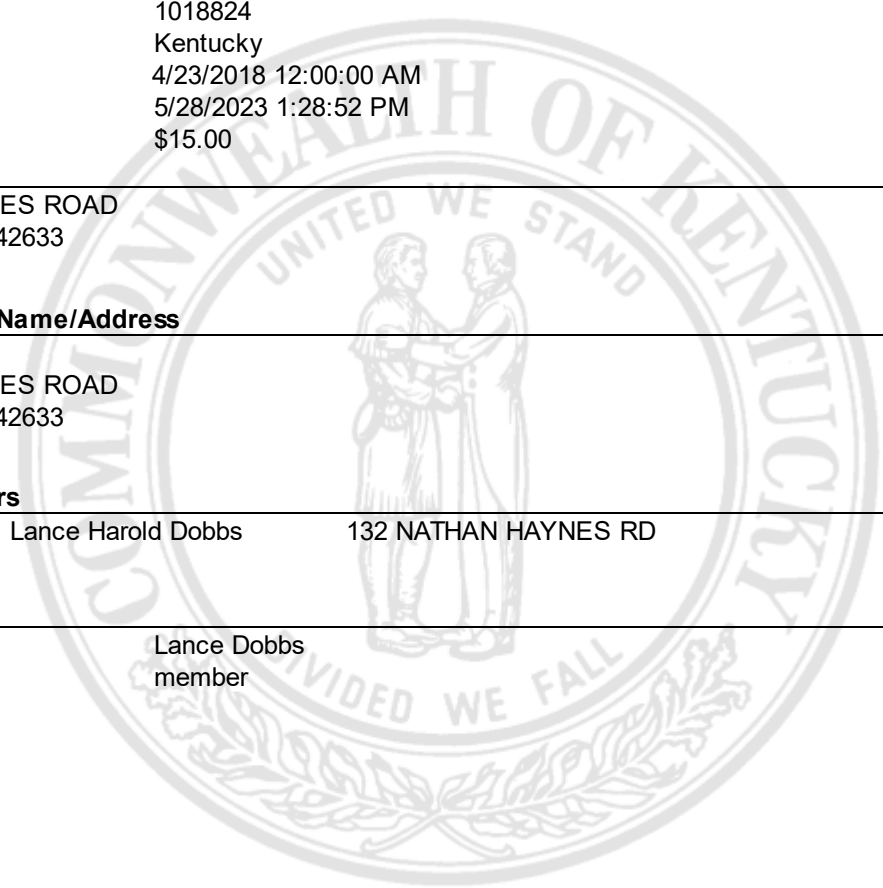 1018824
Kentucky
4/23/2018 12:00:00 AM
5/28/2023 1:28:52 PM
$15.00
ES ROAD
42633
Name/Address
ES ROAD
42633
rs
Lance Harold Dobbs 132 NATHAN HAYNES RD
Lance Dobbs
member
COMMONWEALTH OF KENTUCKY
UNITED WE STAND
DIVIDED WE FALL